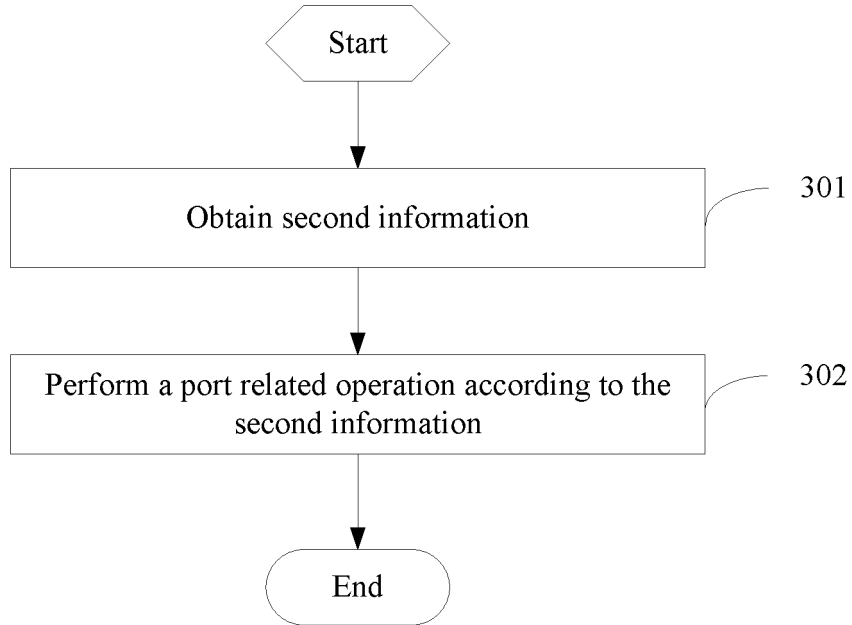 Start
301
Obtain second information
302
Perform a port related operation according to the
second information
End